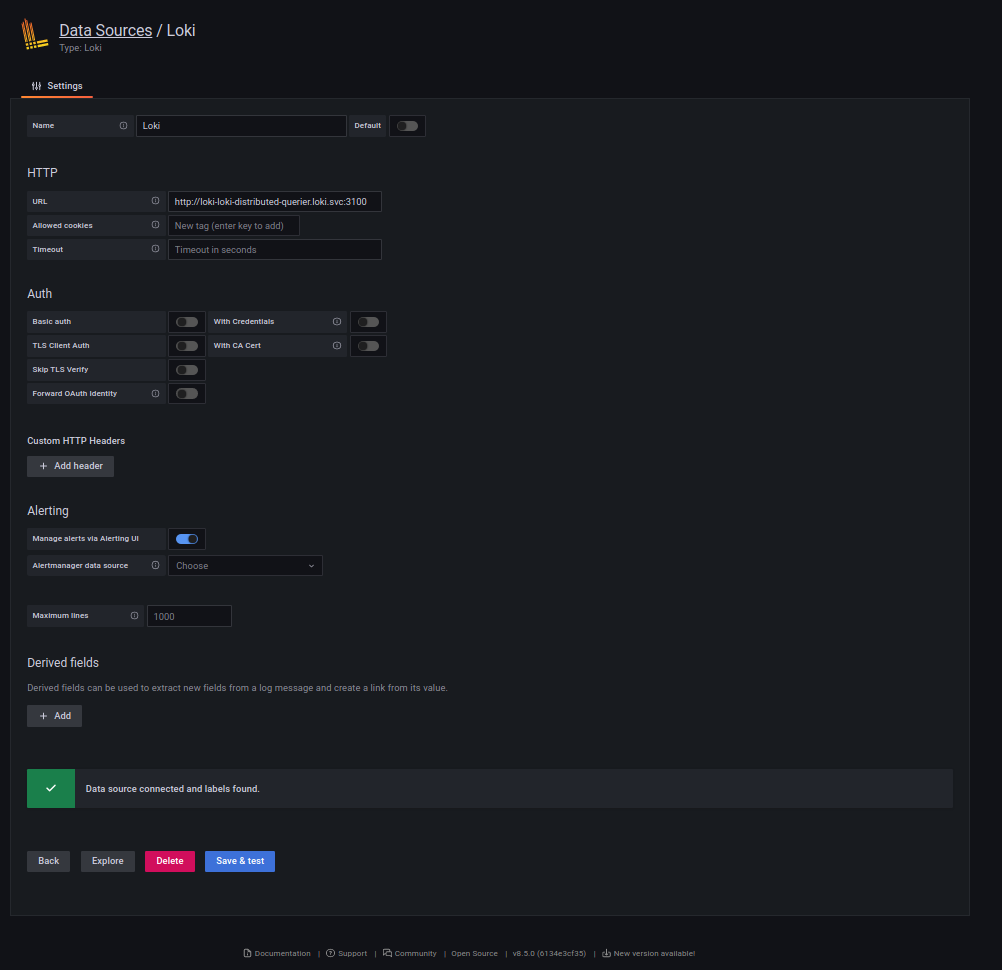 Data Sources / Loki
Type: Loki
Settings
Name Loki Default
HTTP
URL http://loki-loki-distributed-querier.loki.svc:3100
Allowed cookies New tag (enter key to add)
Timeout Timeout in seconds
Auth
Basic auth With Credentials
TLS Client Auth With CA Cert
Skip TLS Verify
Forward OAuth Identity
Custom HTTP Headers
+ Add header
Alerting
Manage alerts via Alerting UI
Alertmanager data source Choose
Maximum lines 1000
Derived fields
Derived fields can be used to extract new fields from a log message and create a link from its value.
+ Add
Data source connected and labels found.
Back Explore Delete Save & test
Documentation | Support | Community | Open Source | v8.5.0 (6134e3cf35) | New version available!